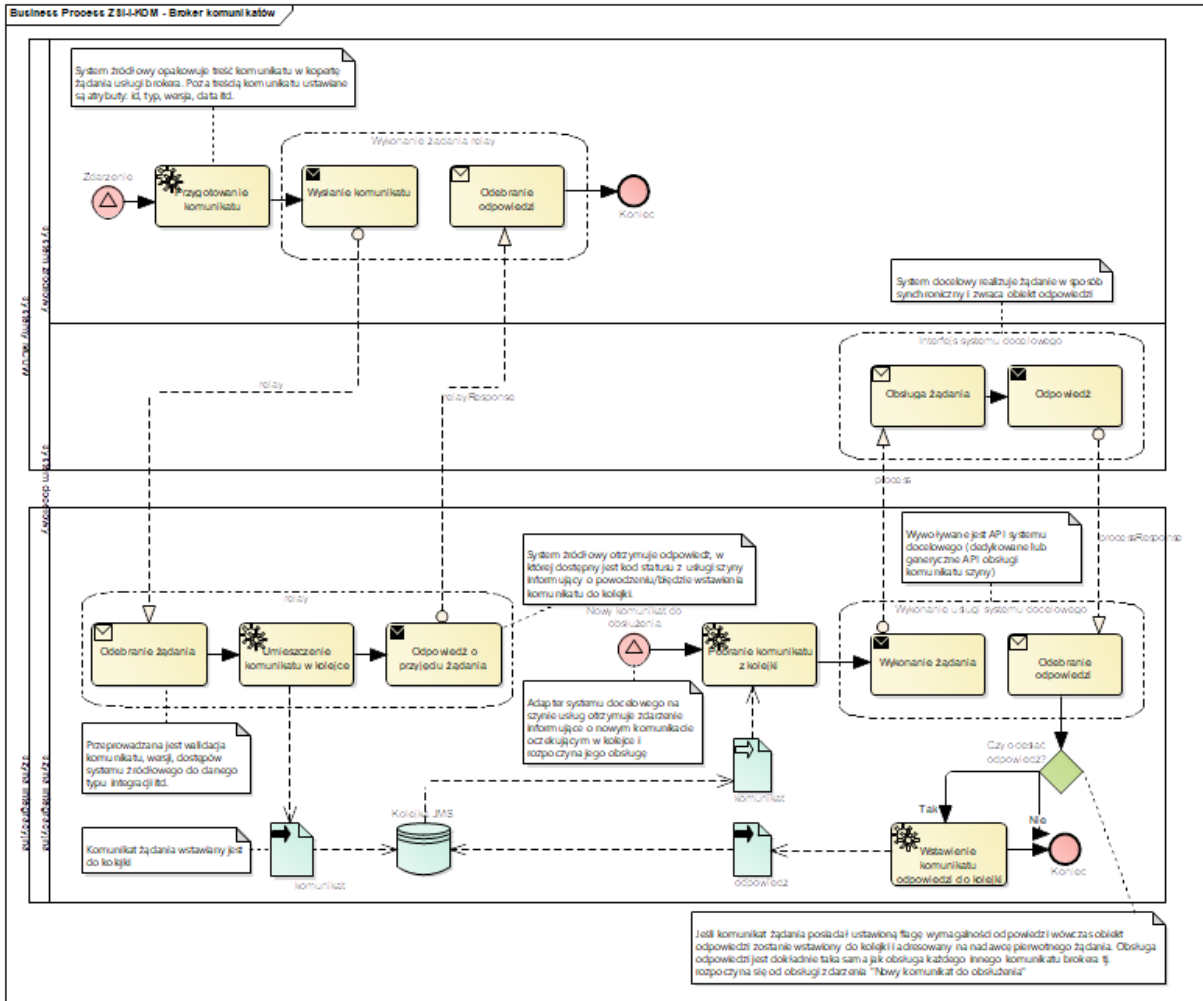 Business Process ZSI-I-KOM - Broker komunikatów
System źródłowy opakowuje treść komunikatu w kopertę
żądania usługi brokera. Poza treścią komunikatu ustawiane
są atrybuty: id, typ, wersja, data itd.
Wykonanie żądania relay
Zdarzenie
Przygotowanie
komunikatu
Wysłanie komunikatu
Odebranie
odpowiedzi
Koniec
system źródłowy
System docelowy realizuje żądanie w sposób
synchroniczny i zwraca obiekt odpowiedzi
Interfejs systemu docelowego
Obsługa żądania
Odpowiedź
relay
relayResponse
system docelowy
process
processResponse
Wywoływane jest API systemu
docelowego (dedykowane lub
generyczne API obsługi
komunikatu szyny)
System źródłowy otrzymuje odpowiedź, w
której dostępny jest kod statusu z usługi szyny
informujący o powodzeniu/błędzie wstawienia
komunikatu do kolejki.
relay
Nowy komunikat do
obsłużenia
Wykonanie usługi systemu docelowego
Odebranie żądania
Umieszczenie
komunikatu w kolejce
Odpowiedź o
przyjęciu żądania
Pobranie komunikatu
z kolejki
Wykonanie żądania
Odebranie
odpowiedzi
Przeprowadzana jest walidacja
komunikatu, wersji, dostępów
systemu źródłowego do danego
typu integracji itd.
Adapter systemu docelowego na
szynie usług otrzymuje zdarzenie
informujące o nowym komunikacie
oczekującym w kolejce i
rozpoczyna jego obsługę
Czy odesłać
odpowiedź?
komunikat
Tak
Nie
Kolejka JMS
Komunikat żądania wstawiany jest
do kolejki
komunikat
odpowiedź
Wstawienie
komunikatu
odpowiedzi do kolejki
Koniec
szyna integracyjna
szyna integracyjna
Jeśli komunikat żądania posiadał ustawioną flagę wymagalności odpowiedzi wówczas obiekt
odpowiedzi zostanie wstawiony do kolejki i adresowany na nadawcę pierwotnego żądania. Obsługa
odpowiedzi jest dokładnie taka sama jak obsługa każdego innego komunikatu brokera tj.
rozpoczyna się od obsługi zdarzenia "Nowy komunikat do obsłużenia"